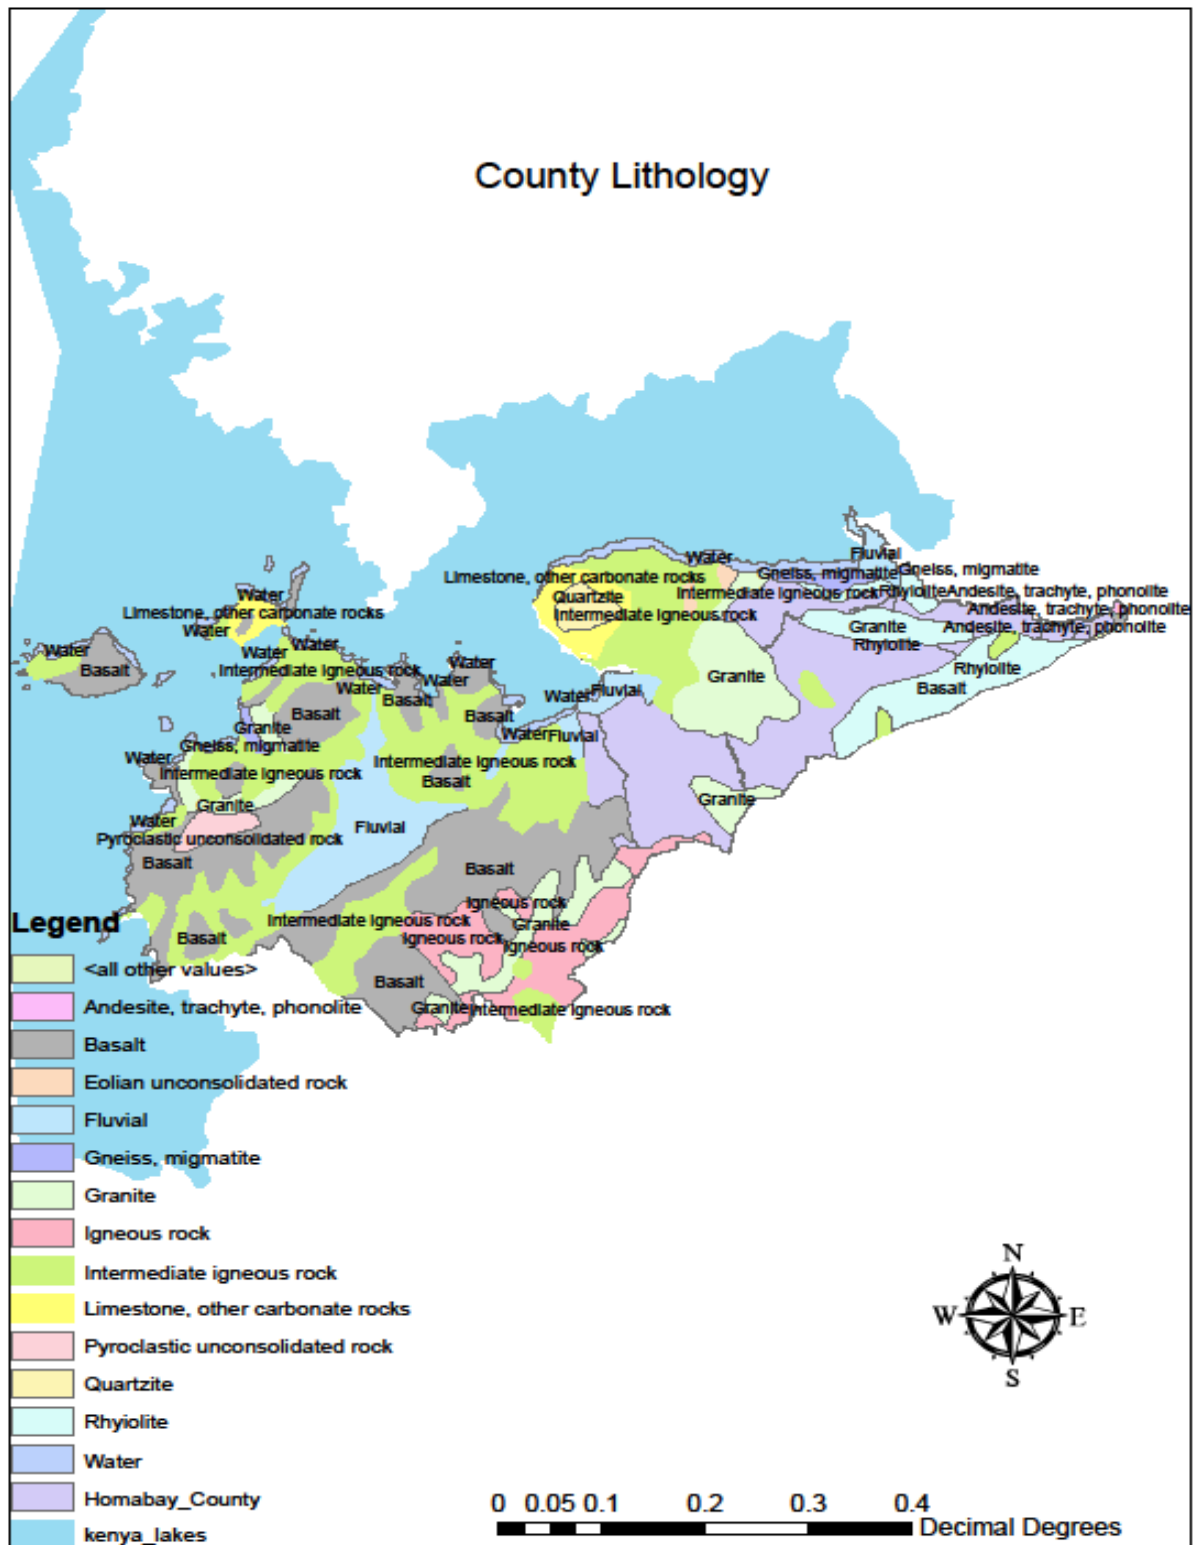 County Lithology
Water
Fluvial
Gneiss, migmatite
Gneiss, migmatite
Limestone, other carbonate rocks
Intermediate igneous rock
Rhyiolite
Andesite, trachyte, phonolite
Quartzite
Water
Andesite, trachyte, phonolite
Limestone, other carbonate rocks
Intermediate igneous rock
Granite
Andesite, trachyte, phonolite
Water
Water
Rhyiolite
Water
Water
Basalt
Intermediate igneous rock
Water
Water
Rhyiolite
Granite
Water
Basalt
Water
Fluvial
Basalt
Basalt
Basalt
Granite
Water
Fluvial
Gneiss, migmatite
Water
Intermediate igneous rock
Intermediate igneous rock
Basalt
Granite
Granite
Water
Fluvial
Pyroclastic unconsolidated rock
Basalt
Basalt
Igneous rock
Intermediate igneous rock
Granite
Basalt
Igneous rock
Igneous rock
Basalt
Granite
Intermediate igneous rock
Legend
<all other values>
Andesite, trachyte, phonolite
Basalt
Eolian unconsolidated rock
Fluvial
Gneiss, migmatite
Granite
Igneous rock
Intermediate igneous rock
Limestone, other carbonate rocks
Pyroclastic unconsolidated rock
Quartzite
Rhyiolite
Water
Homabay_County
kenya_lakes
N
W E
S
0 0.05 0.1 0.2 0.3 0.4
Decimal Degrees